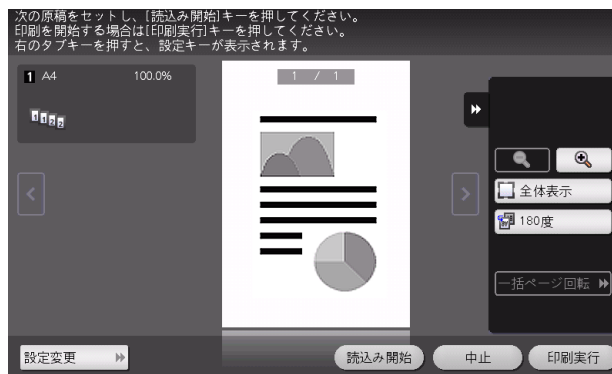 次の原稿をセットし、[読込み開始]キーを押してください。
印刷を開始する場合は[印刷実行]キーを押してください。
右のタブキーを押すと、設定キーが表示されます。
1 A4 100.0%
1 1 2 2
1 / 1
全体表示
180度
一括ページ回転
設定変更
読込み開始
中止
印刷実行